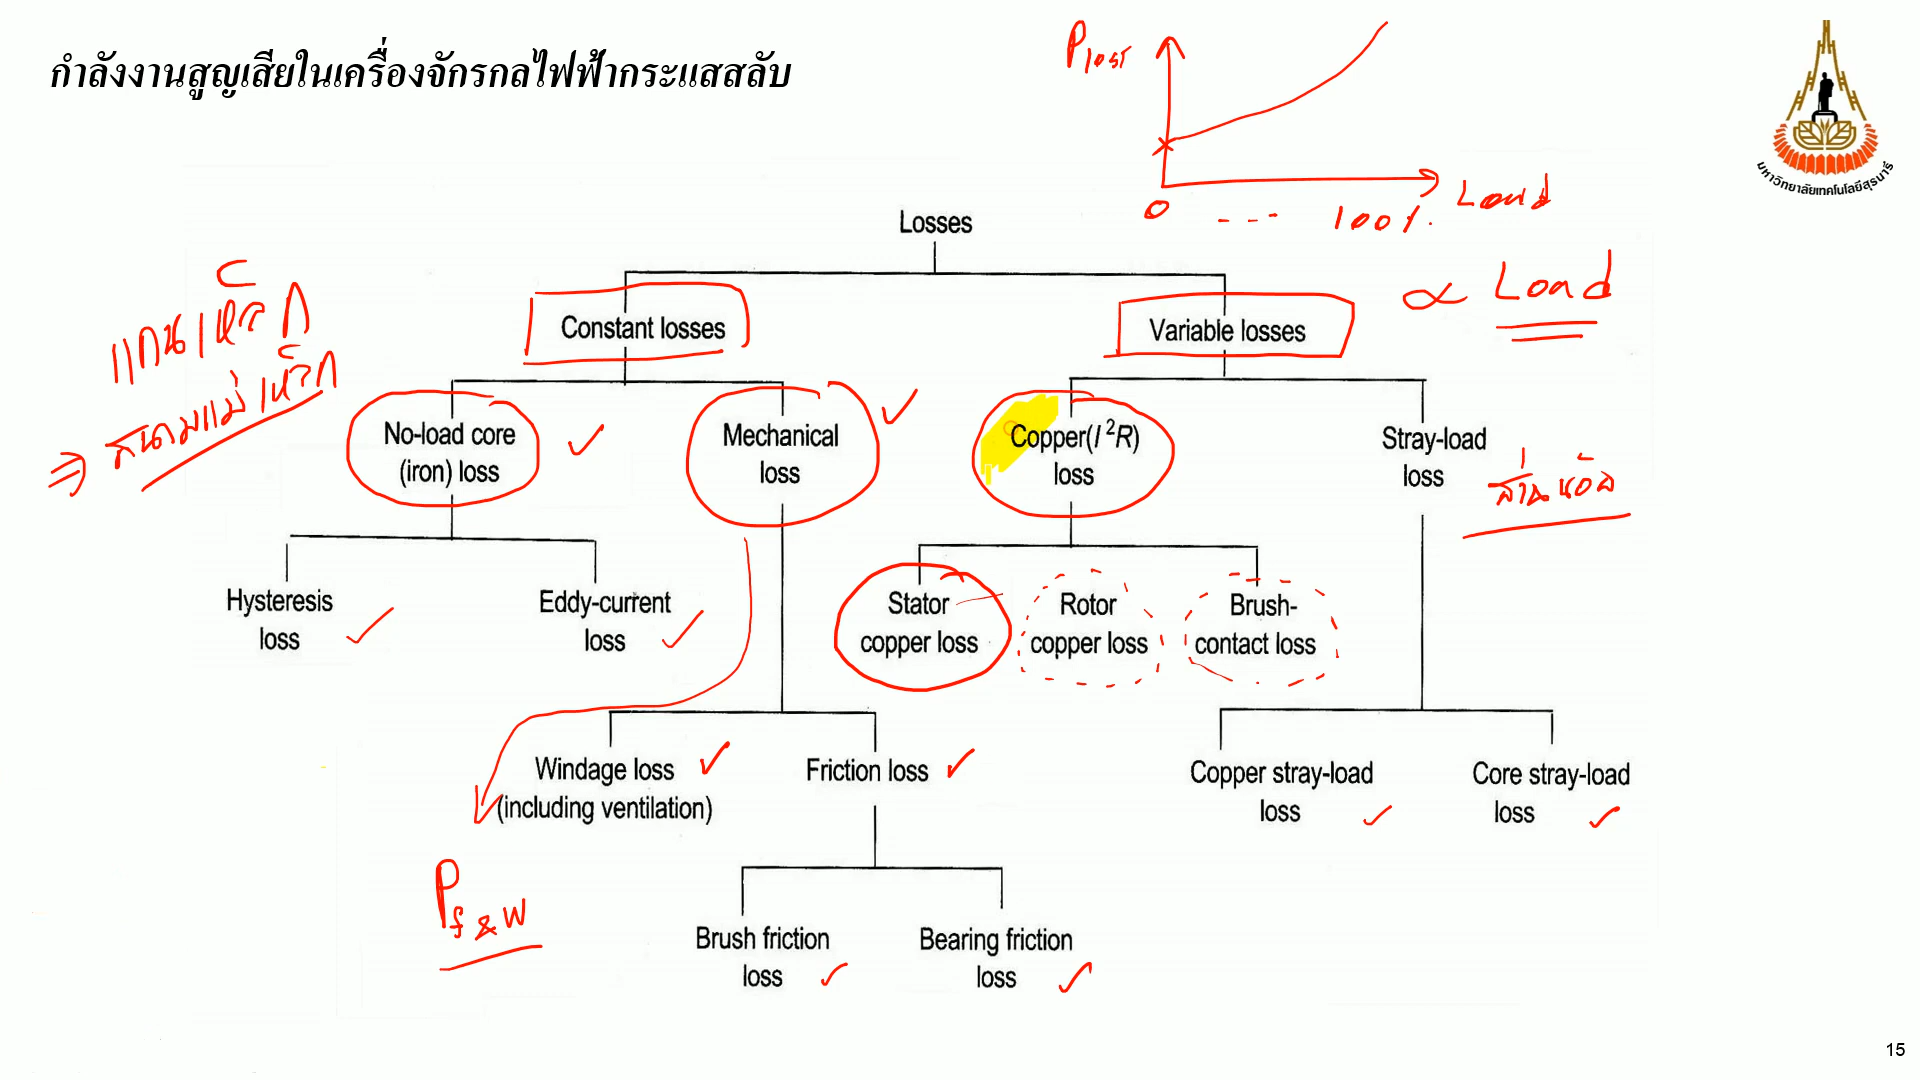 กำลังงานสูญเสียในเครื่องจักรกลไฟฟ้ากระแสสลับ
Plost
Load
0 --- 100%
มหาวิทยาลัยเทคโนโลยีสุรนารี
Losses
∝ Load
Constant losses
Variable losses
แกนเหล็ก
⇒ สนามแม่เหล็ก
No-load core
(iron) loss
Mechanical
loss
Copper(I²R)
loss
Stray-load
loss
ส่วนน้อย
Hysteresis
loss
Eddy-current
loss
Stator
copper loss
Rotor
copper loss
Brush-
contact loss
Windage loss
(including ventilation)
Friction loss
Copper stray-load
loss
Core stray-load
loss
Pf&W
Brush friction
loss
Bearing friction
loss
15